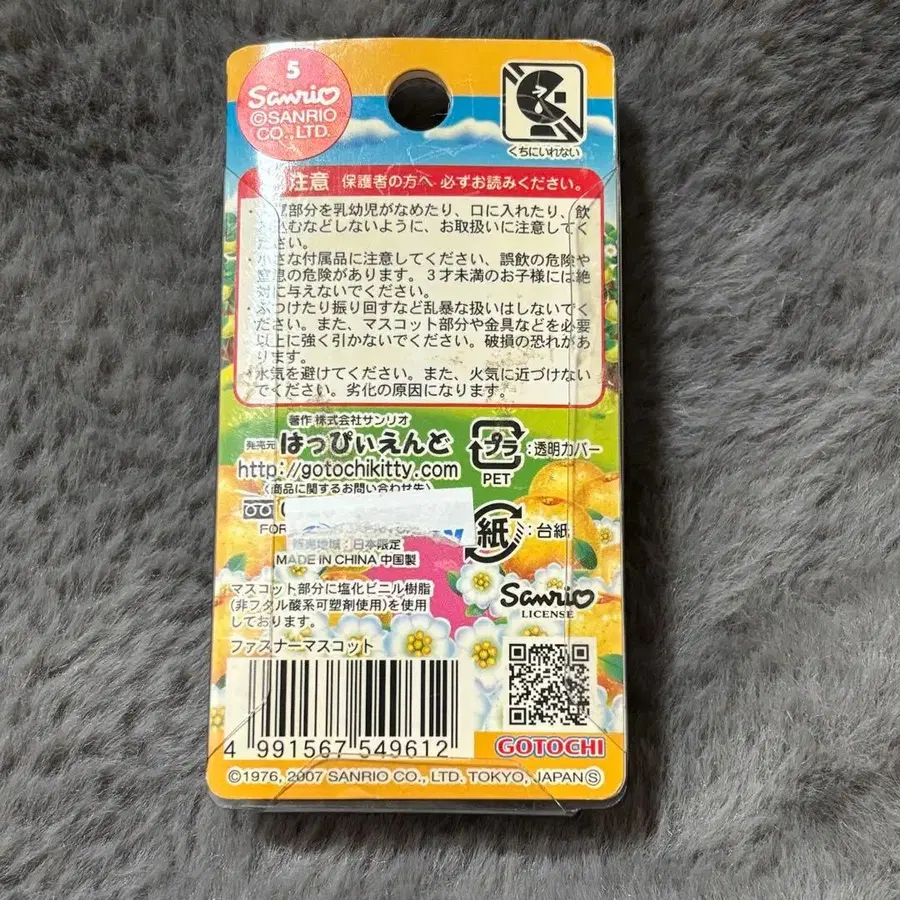 5
Sanrio
©SANRIO
CO., LTD.
くちにいれない
注意 保護者の方へ 必ずお読みください。
部分を乳幼児がなめたり、口に入れたり、飲
込むなどしないように、お取扱いに注意してく
ださい。
・小さな付属品に注意してください、誤飲の危険や
窒息の危険があります。3才未満のお子様には絶
対に与えないでください。
・ぶつけたり振り回すなど乱暴な扱いはしないでく
ください。また、マスコット部分や金具などを必要
以上に強く引かないでください。破損の恐れがあ
ります。
・水気を避けてください。また、火気に近づけない
でください。劣化の原因になります。
著作 株式会社サンリオ
発売元 はっぴぃえんど
http://gotochikitty.com
〈商品に関するお問い合わせ先〉
FOR
販売地域:日本限定
MADE IN CHINA 中国製
プラ
:透明カバー
PET
紙
:台紙
マスコット部分に塩化ビニル樹脂
(非フタル酸系可塑剤使用)を使用
しております。
Sanrio
LICENSE
ファスナーマスコット
4 991567 549612
GOTOCHI
©1976, 2007 SANRIO CO., LTD. TOKYO, JAPAN Ⓢ